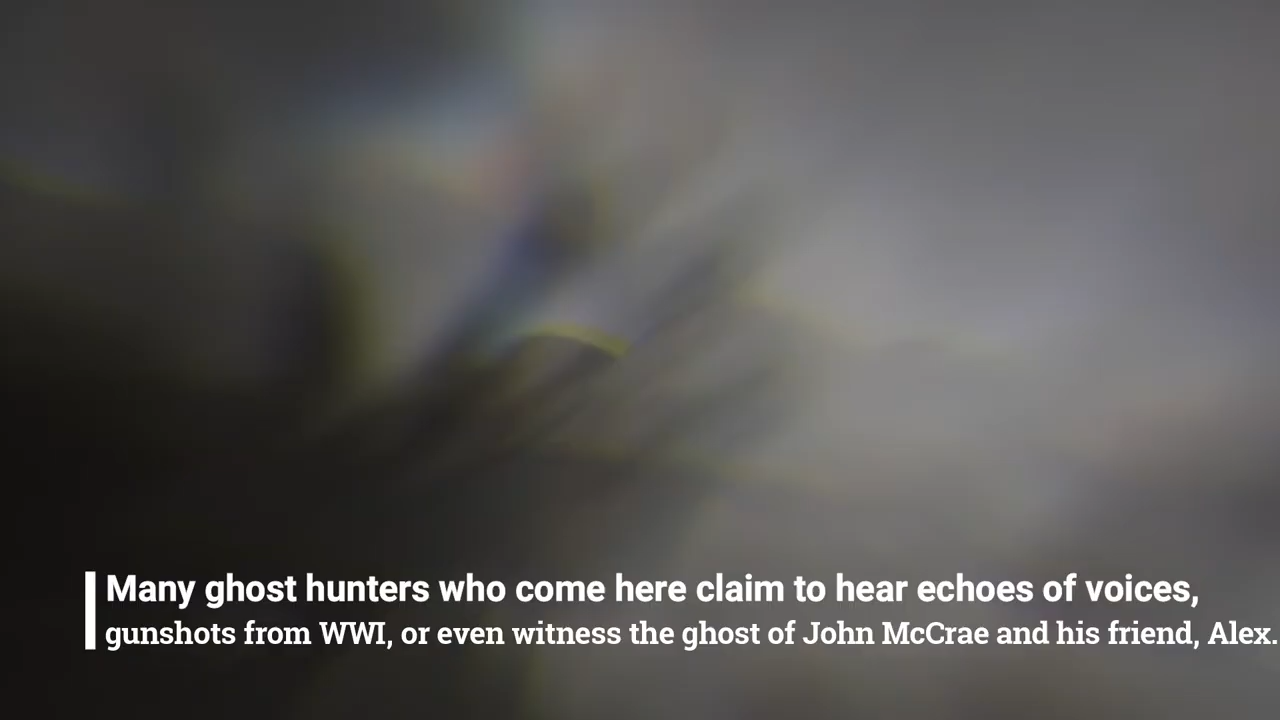 Many ghost hunters who come here claim to hear echoes of voices,
gunshots from WWI, or even witness the ghost of John McCrae and his friend, Alex.